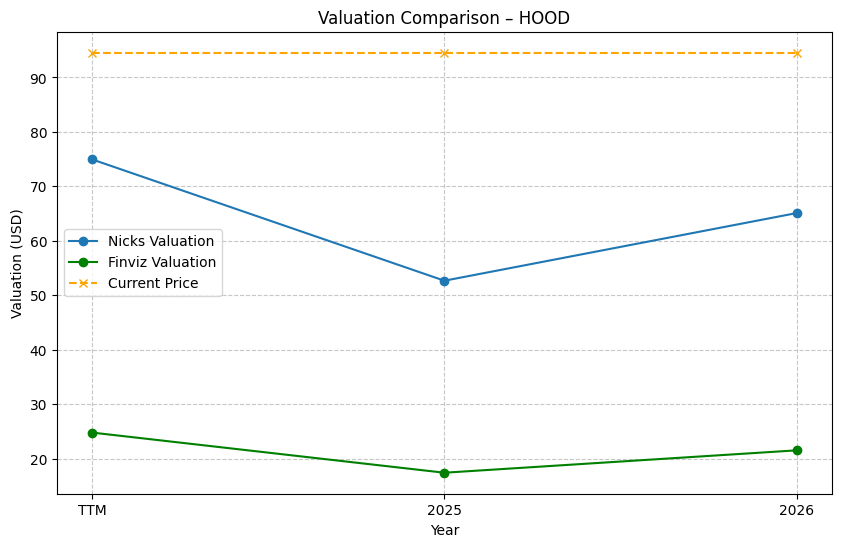 Valuation Comparison – HOOD
Valuation (USD)
90
80
70
60
50
40
30
20
Nicks Valuation
Finviz Valuation
Current Price
TTM
2025
2026
Year